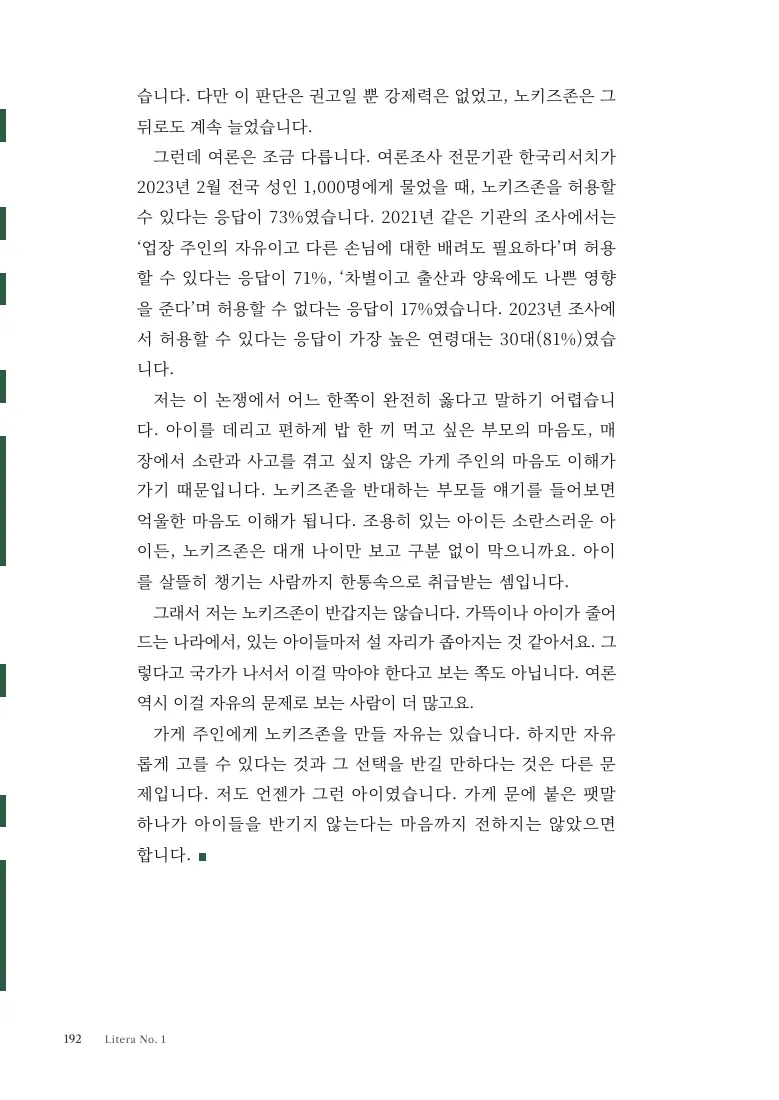 습니다. 다만 이 판단은 권고일 뿐 강제력은 없었고, 노키즈존은 그
뒤로도 계속 늘었습니다.
그런데 여론은 조금 다릅니다. 여론조사 전문기관 한국리서치가
2023년 2월 전국 성인 1,000명에게 물었을 때, 노키즈존을 허용할
수 있다는 응답이 73%였습니다. 2021년 같은 기관의 조사에서는
‘업장 주인의 자유이고 다른 손님에 대한 배려도 필요하다’며 허용
할 수 있다는 응답이 71%, ‘차별이고 출산과 양육에도 나쁜 영향
을 준다’며 허용할 수 없다는 응답이 17%였습니다. 2023년 조사에
서 허용할 수 있다는 응답이 가장 높은 연령대는 30대(81%)였습
니다.
저는 이 논쟁에서 어느 한쪽이 완전히 옳다고 말하기 어렵습니
다. 아이를 데리고 편하게 밥 한 끼 먹고 싶은 부모의 마음도, 매
장에서 소란과 사고를 겪고 싶지 않은 가게 주인의 마음도 이해가
가기 때문입니다. 노키즈존을 반대하는 부모들 얘기를 들어보면
억울한 마음도 이해가 됩니다. 조용히 있는 아이든 소란스러운 아
이든, 노키즈존은 대개 나이만 보고 구분 없이 막으니까요. 아이
를 살뜰히 챙기는 사람까지 한통속으로 취급받는 셈입니다.
그래서 저는 노키즈존이 반갑지는 않습니다. 가뜩이나 아이가 줄어
드는 나라에서, 있는 아이들마저 설 자리가 좁아지는 것 같아서요. 그
렇다고 국가가 나서서 이걸 막아야 한다고 보는 쪽도 아닙니다. 여론
역시 이걸 자유의 문제로 보는 사람이 더 많고요.
가게 주인에게 노키즈존을 만들 자유는 있습니다. 하지만 자유
롭게 고를 수 있다는 것과 그 선택을 반길 만하다는 것은 다른 문
제입니다. 저도 언젠가 그런 아이였습니다. 가게 문에 붙은 팻말
하나가 아이들을 반기지 않는다는 마음까지 전하지는 않았으면
합니다.
192 Litera No. 1